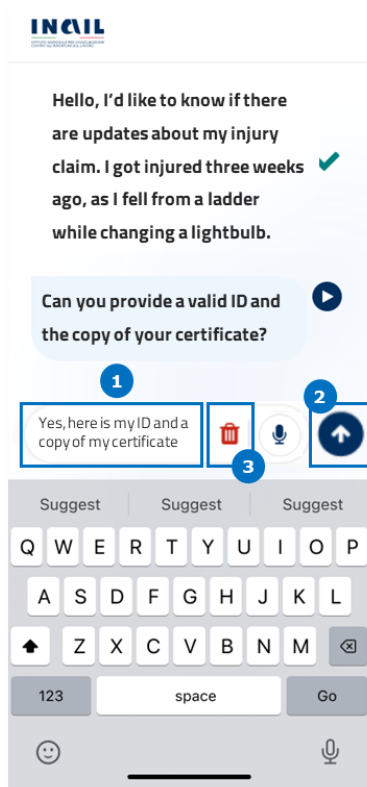 INAIL
Hello, I'd like to know if there
are updates about my injury
claim. I got injured three weeks
ago, as I fell from a ladder
while changing a lightbulb.
Can you provide a valid ID and
the copy of your certificate?
1
2
Yes, here is my ID and a
copy of my certificate
3
Suggest Suggest Suggest
Q W E R T Y U I O P
A S D F G H J K L
Z X C V B N M
123 space Go